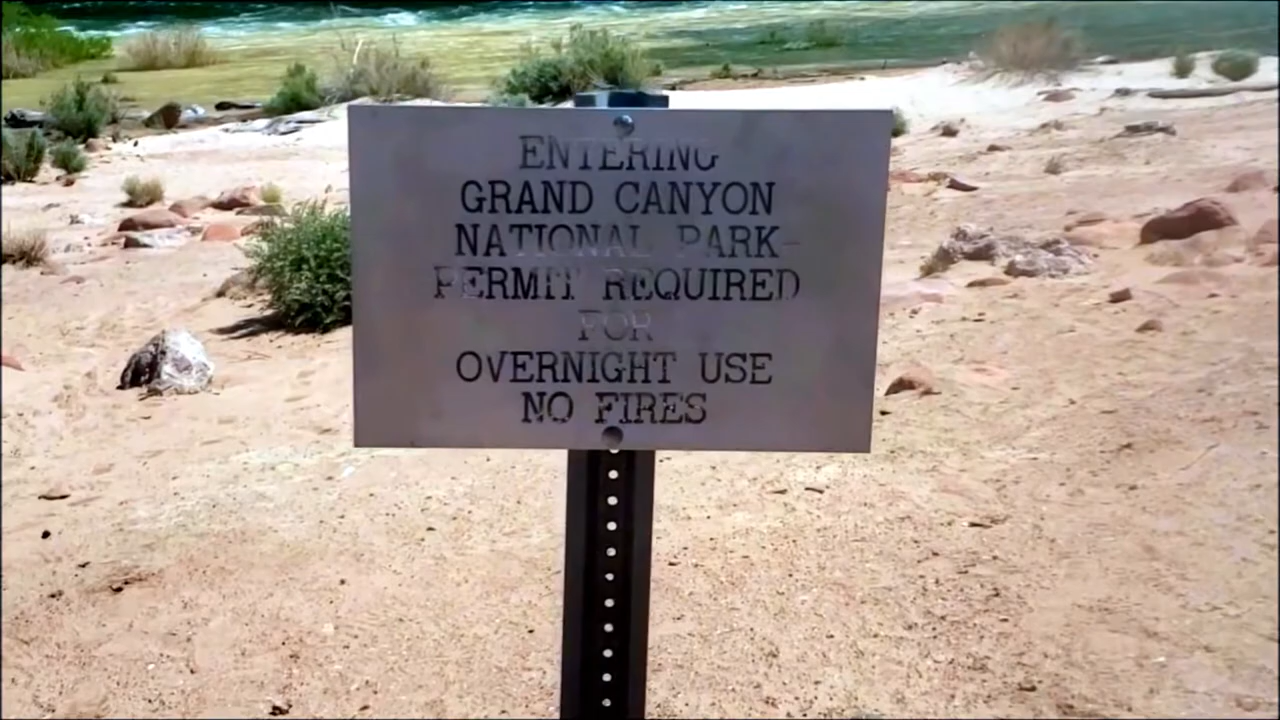 ENTERING
GRAND CANYON
NATIONAL PARK-
PERMIT REQUIRED
FOR
OVERNIGHT USE
NO FIRES